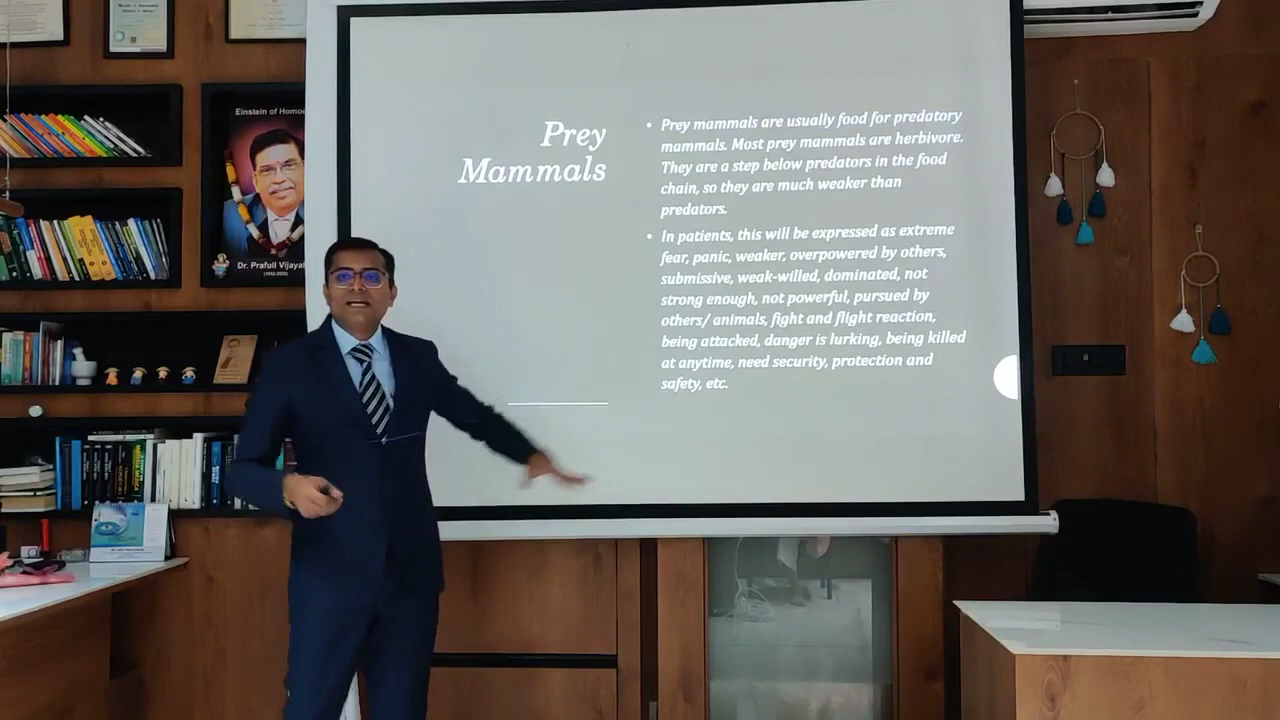 Einstein of Homoe
Dr. Prafull Vijayal
Prey
Mammals
• Prey mammals are usually food for predatory
mammals. Most prey mammals are herbivore.
They are a step below predators in the food
chain, so they are much weaker than
predators.
• In patients, this will be expressed as extreme
fear, panic, weaker, overpowered by others,
submissive, weak-willed, dominated, not
strong enough, not powerful, pursued by
others/ animals, fight and flight reaction,
being attacked, danger is lurking, being killed
at anytime, need security, protection and
safety, etc.